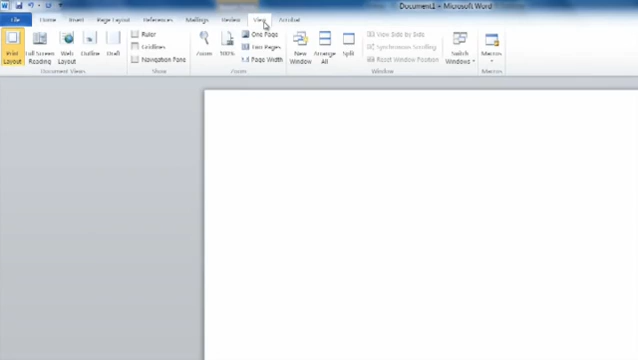 Document1 - Microsoft Word
File Home Insert Page Layout References Mailings Review View Acrobat
Print Layout
Full Screen Reading
Web Layout
Outline
Draft
Document Views
Ruler
Gridlines
Navigation Pane
Show
Zoom
100%
One Page
Two Pages
Page Width
Zoom
New Window
Arrange All
Split
View Side by Side
Synchronous Scrolling
Reset Window Position
Window
Switch Windows
Macros
Macros